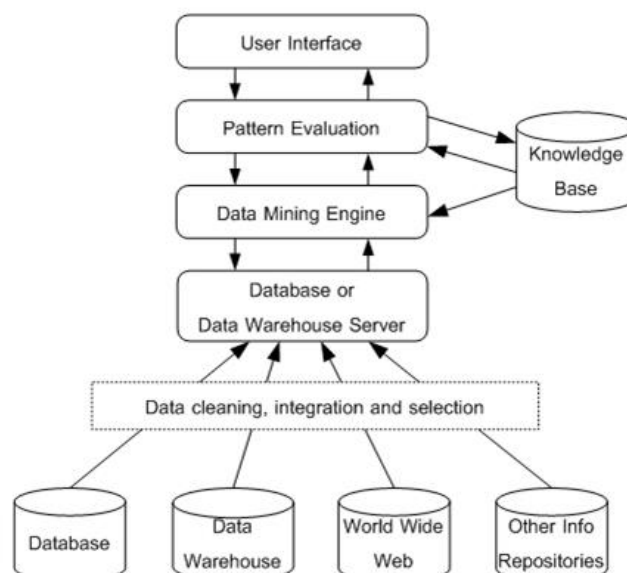 User Interface
Pattern Evaluation
Knowledge
Base
Data Mining Engine
Database or
Data Warehouse Server
Data cleaning, integration and selection
Database
Data
Warehouse
World Wide
Web
Other Info
Repositories